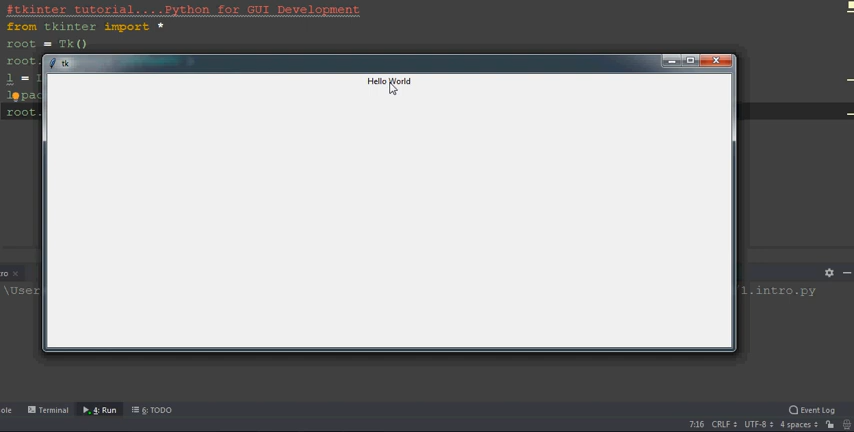 #tkinter tutorial....Python for GUI Development
from tkinter import *
root = Tk()
root.
tk
l =
Hello World
root.
ro
\User
1.intro.py
ole
Terminal
4: Run
6: TODO
Event Log
7:16 CRLF UTF-8 4 spaces